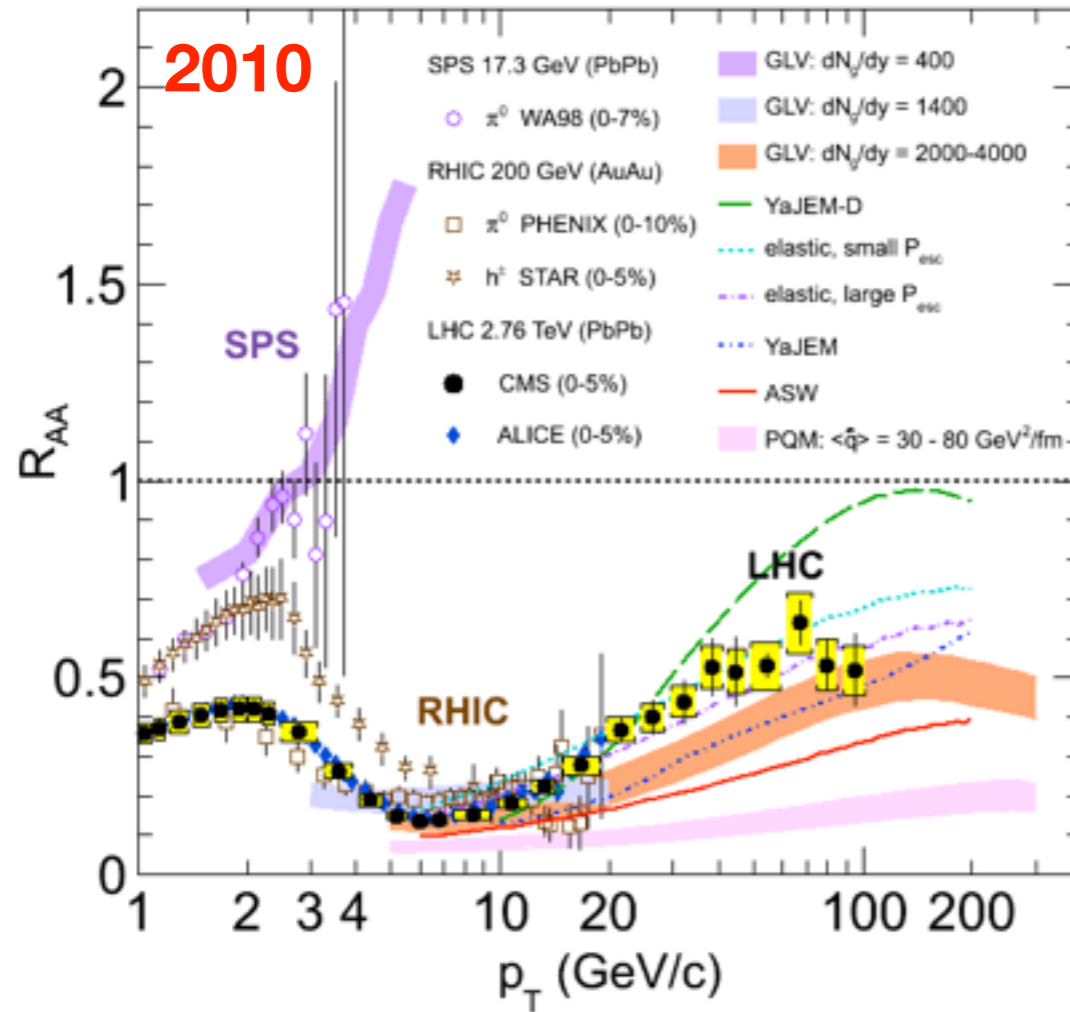 2010
SPS 17.3 GeV (PbPb)
π⁰ WA98 (0-7%)
RHIC 200 GeV (AuAu)
π⁰ PHENIX (0-10%)
h± STAR (0-5%)
LHC 2.76 TeV (PbPb)
CMS (0-5%)
ALICE (0-5%)
GLV: dN_g/dy = 400
GLV: dN_g/dy = 1400
GLV: dN_g/dy = 2000-4000
YaJEM-D
elastic, small P_esc
elastic, large P_esc
YaJEM
ASW
PQM: <q̂> = 30 - 80 GeV²/fm
SPS
RHIC
LHC
R_AA
2
1.5
1
0.5
0
1 2 3 4 10 20 100 200
p_T (GeV/c)